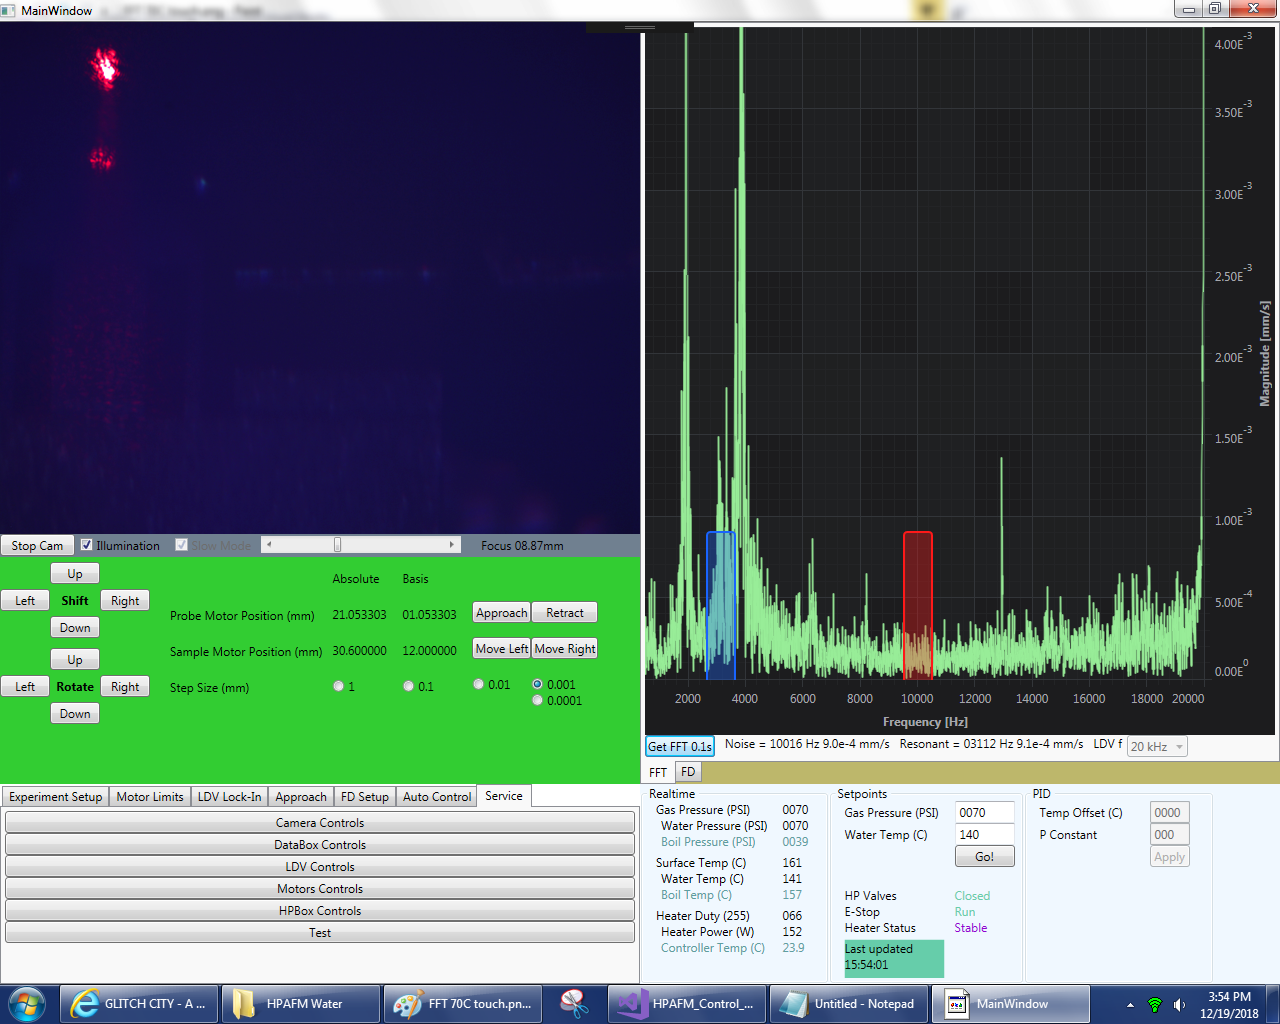 MainWindow
4.00E-3
3.50E-3
3.00E-3
2.50E-3
2.00E-3
1.50E-3
1.00E-3
5.00E-4
0.00E0
Magnitude [mm/s]
2000 4000 6000 8000 10000 12000 14000 16000 18000 20000
Frequency [Hz]
Stop Cam Illumination Slow Mode Focus 08.87mm
Up
Left Shift Right
Down
Up
Left Rotate Right
Down
Absolute Basis
Probe Motor Position (mm) 21.053303 01.053303 Approach Retract
Sample Motor Position (mm) 30.600000 12.000000 Move Left Move Right
Step Size (mm) 1 0.1 0.01 0.001
0.0001
Get FFT 0.1s Noise = 10016 Hz 9.0e-4 mm/s Resonant = 03112 Hz 9.1e-4 mm/s LDV f 20 kHz
FFT FD
Experiment Setup Motor Limits LDV Lock-In Approach FD Setup Auto Control Service
Camera Controls
DataBox Controls
LDV Controls
Motors Controls
HPBox Controls
Test
Realtime
Gas Pressure (PSI) 0070
Water Pressure (PSI) 0070
Boil Pressure (PSI) 0039
Surface Temp (C) 161
Water Temp (C) 141
Boil Temp (C) 157
Heater Duty (255) 066
Heater Power (W) 152
Controller Temp (C) 23.9
Setpoints
Gas Pressure (PSI) 0070
Water Temp (C) 140
Go!
HP Valves Closed
E-Stop Run
Heater Status Stable
Last updated
15:54:01
PID
Temp Offset (C) 0000
P Constant 000
Apply
GLITCH CITY - A ... HPAFM Water FFT 70C touch.pn... HPAFM_Control_... Untitled - Notepad MainWindow
3:54 PM
12/19/2018